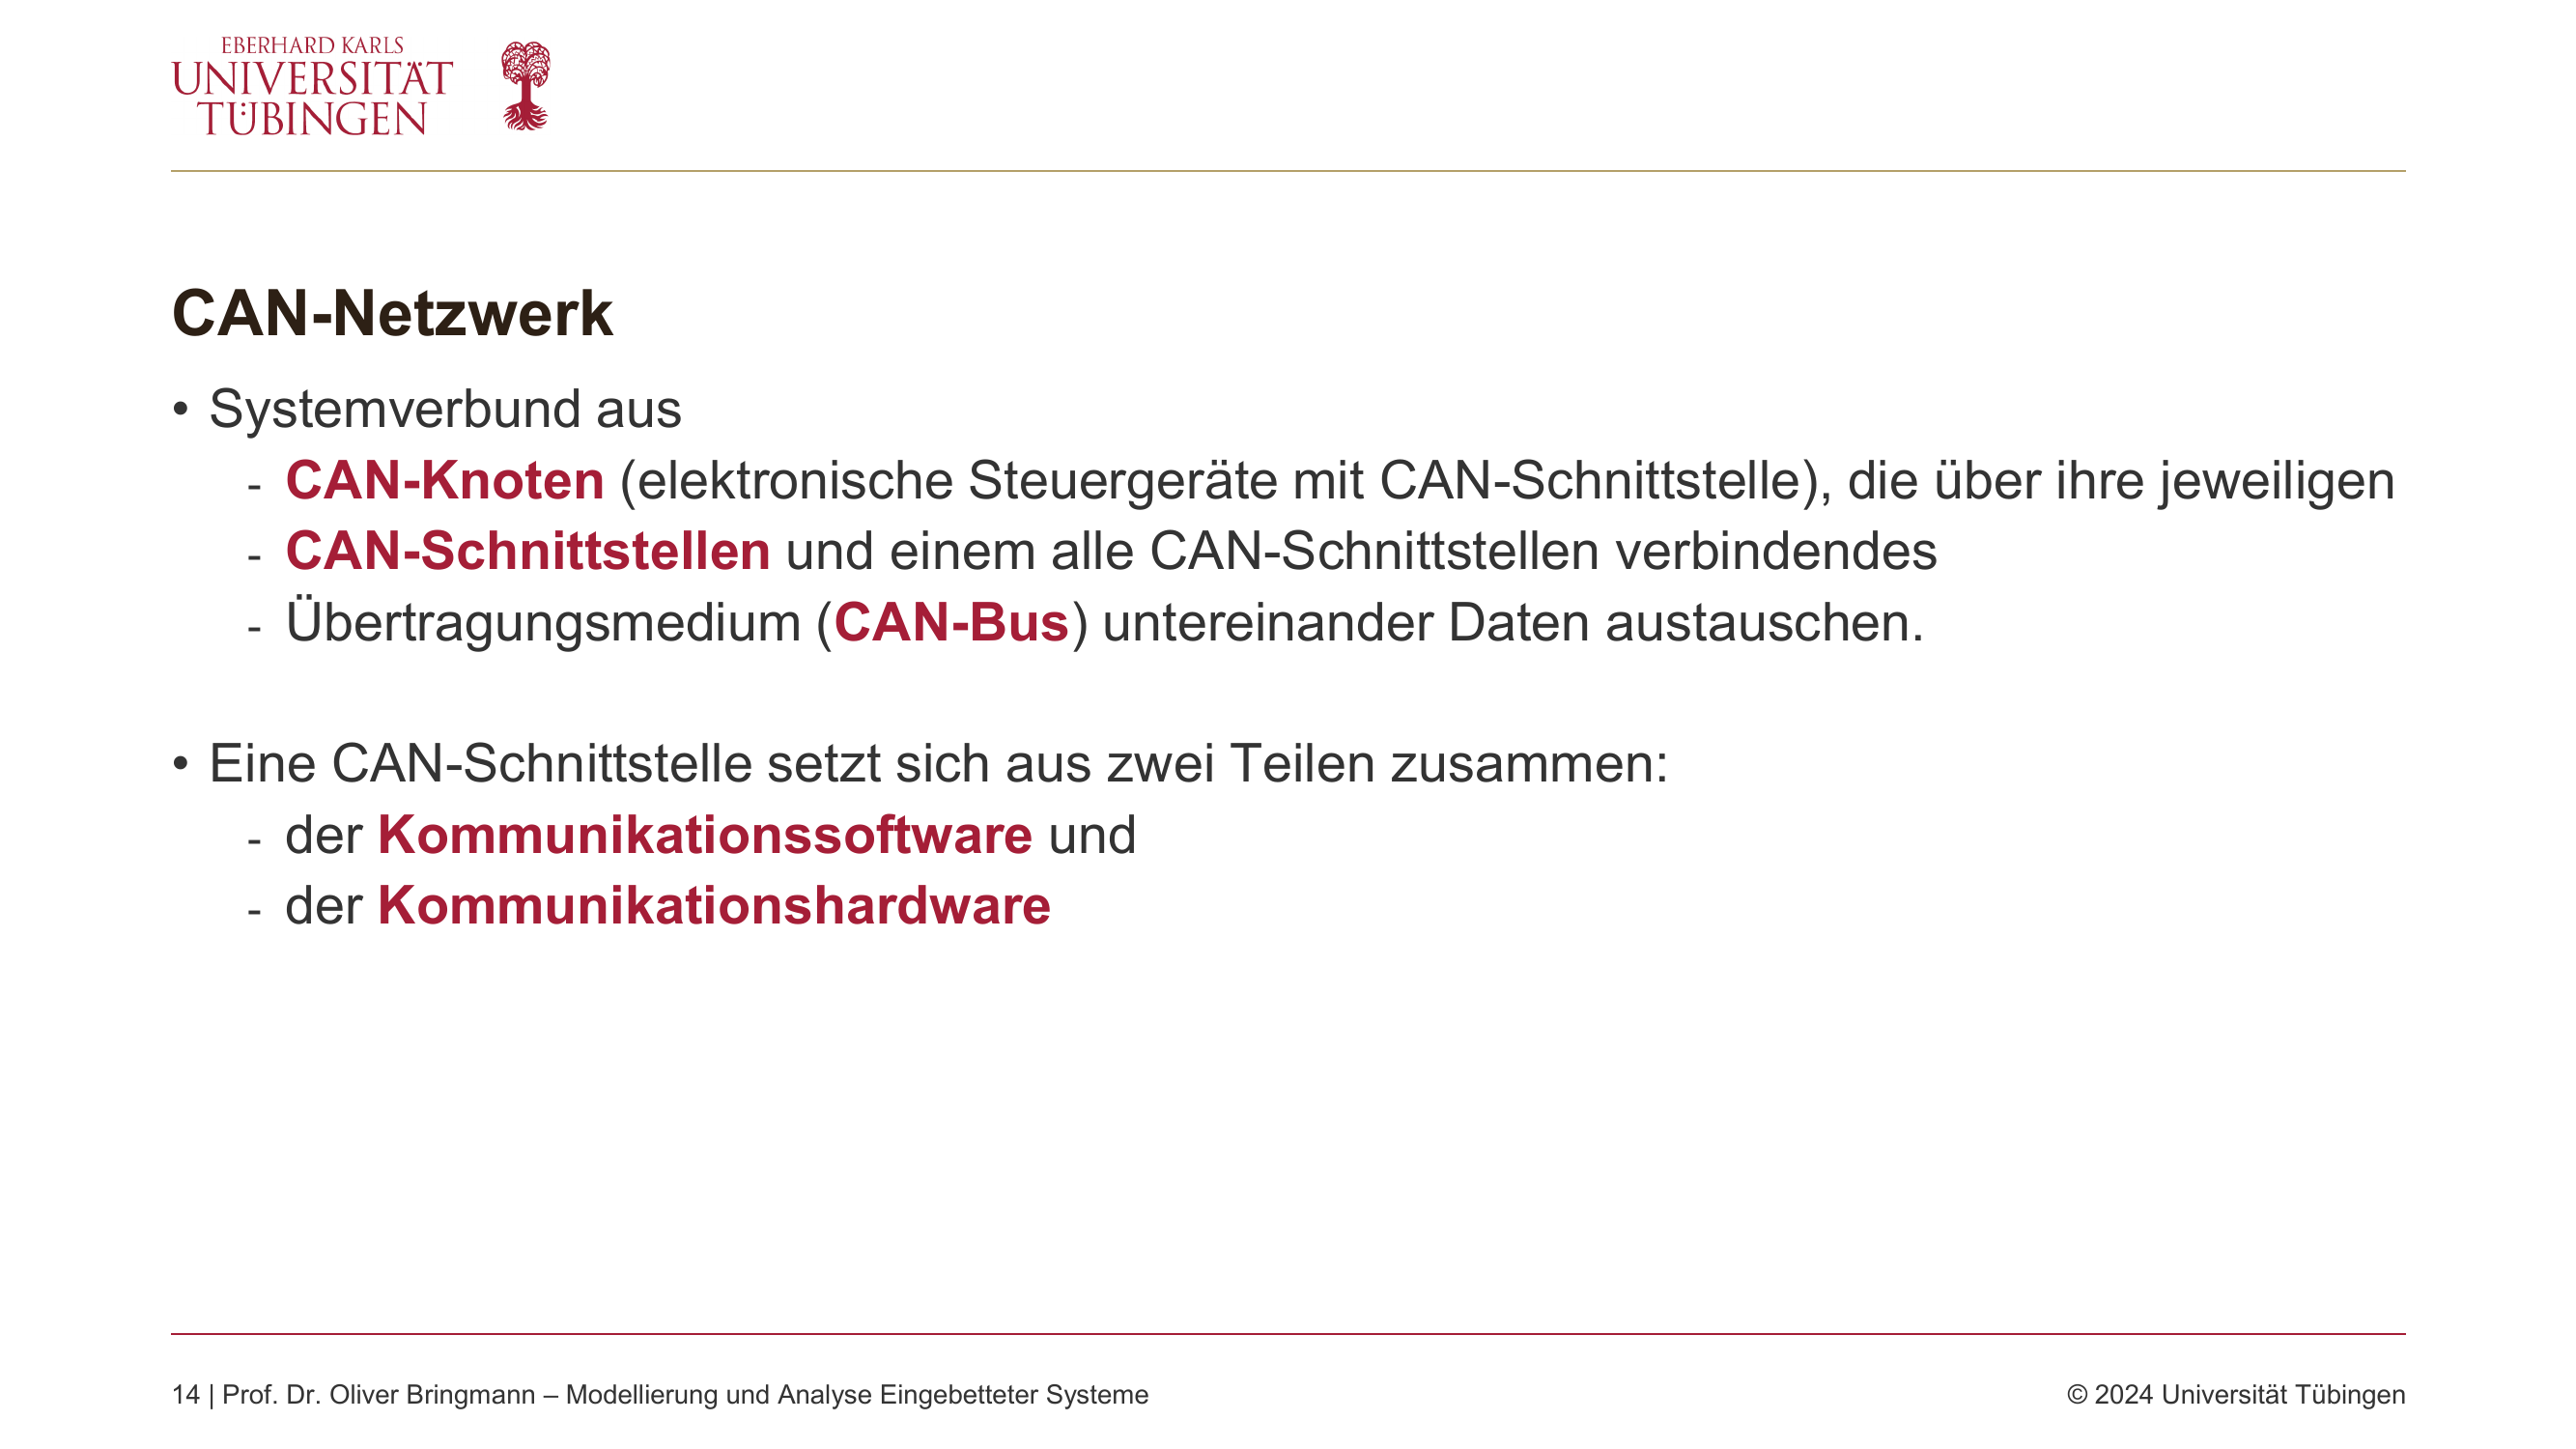 EBERHARD KARLS
UNIVERSITÄT
TÜBINGEN
CAN-Netzwerk
• Systemverbund aus
- CAN-Knoten (elektronische Steuergeräte mit CAN-Schnittstelle), die über ihre jeweiligen
- CAN-Schnittstellen und einem alle CAN-Schnittstellen verbindendes
- Übertragungsmedium (CAN-Bus) untereinander Daten austauschen.
• Eine CAN-Schnittstelle setzt sich aus zwei Teilen zusammen:
- der Kommunikationssoftware und
- der Kommunikationshardware
14 | Prof. Dr. Oliver Bringmann – Modellierung und Analyse Eingebetteter Systeme
© 2024 Universität Tübingen